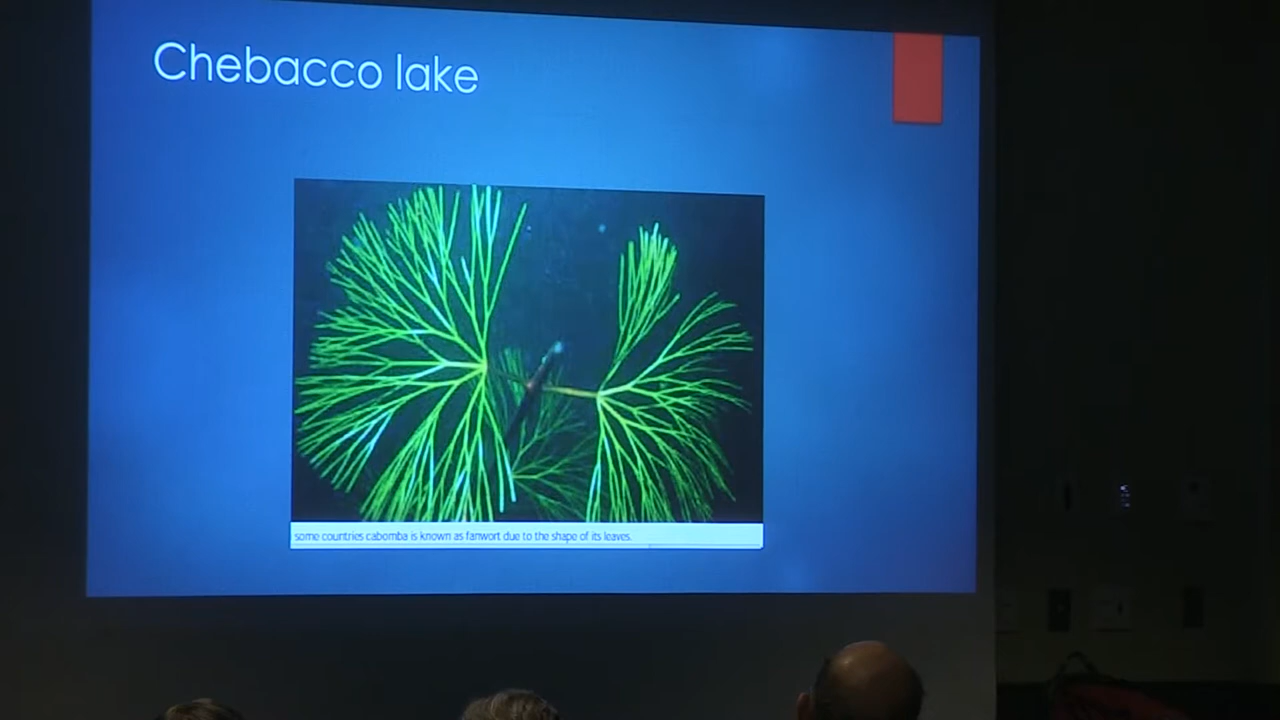 Chebacco lake
some countries cabomba is known as fanwort due to the shape of its leaves.